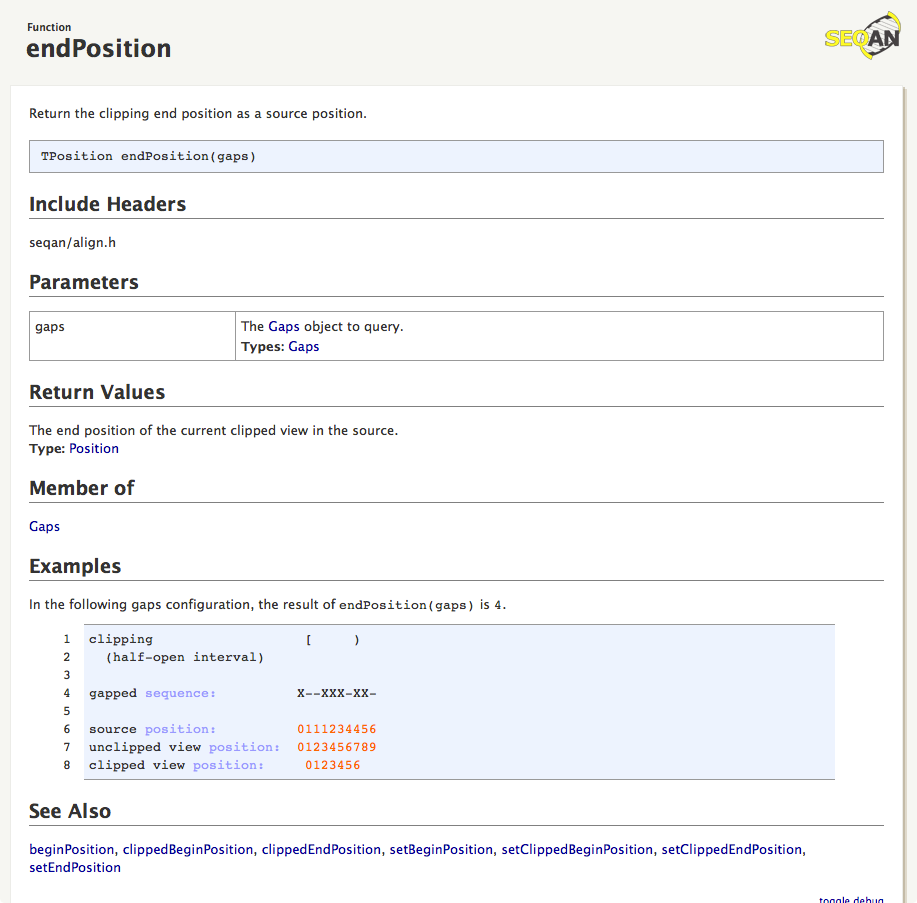 Function
endPosition
SEQAN
Return the clipping end position as a source position.
TPosition endPosition(gaps)
Include Headers
seqan/align.h
Parameters
gaps
The Gaps object to query.
Types: Gaps
Return Values
The end position of the current clipped view in the source.
Type: Position
Member of
Gaps
Examples
In the following gaps configuration, the result of endPosition(gaps) is 4.
1 clipping                   [     )
2   (half-open interval)
3
4 gapped sequence:          X--XXX-XX-
5
6 source position:          0111234456
7 unclipped view position:  0123456789
8 clipped view position:     0123456
See Also
beginPosition, clippedBeginPosition, clippedEndPosition, setBeginPosition, setClippedBeginPosition, setClippedEndPosition,
setEndPosition
toggle debug